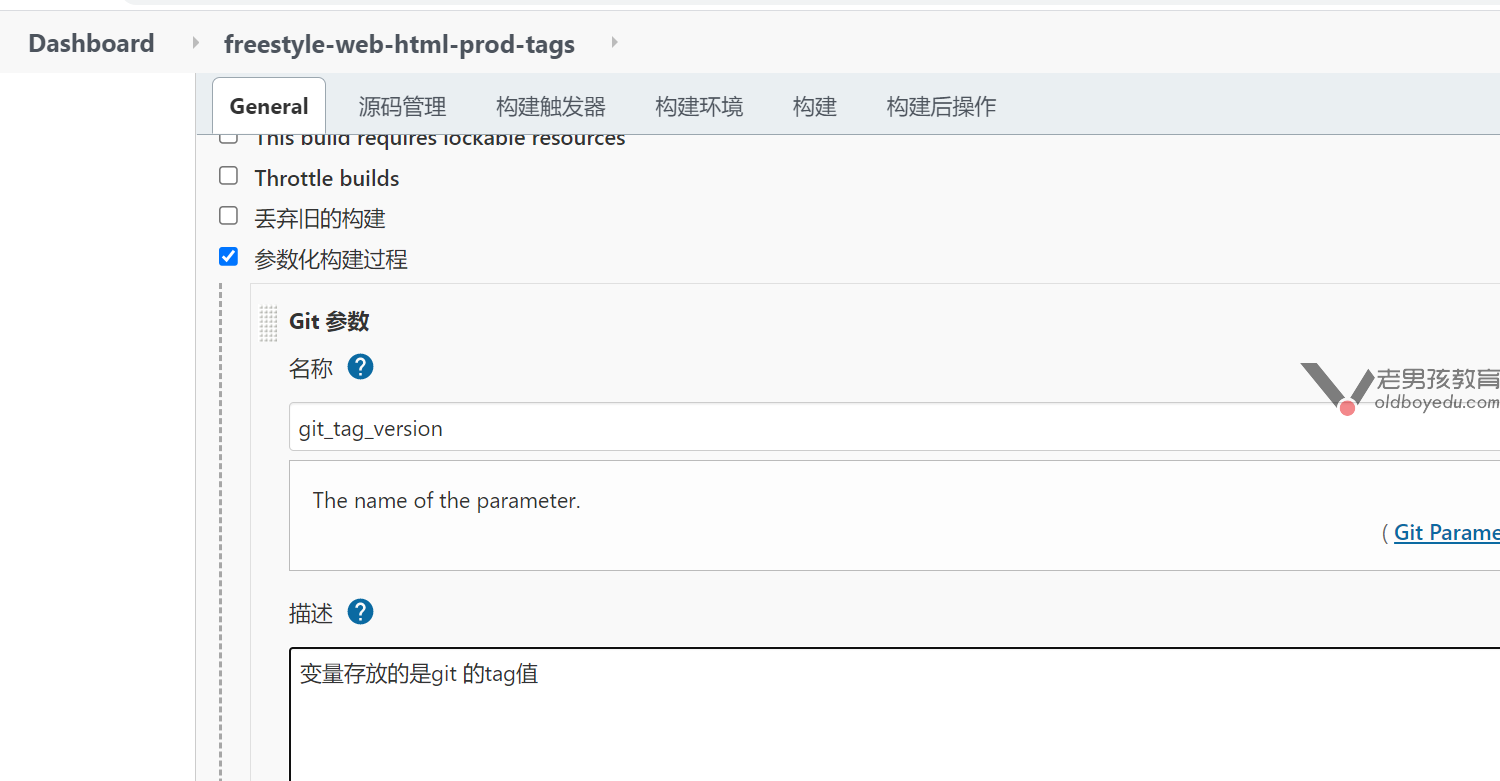 Dashboard freestyle-web-html-prod-tags
General 源码管理 构建触发器 构建环境 构建 构建后操作
This build requires lockable resources
Throttle builds
丢弃旧的构建
参数化构建过程
Git 参数
名称 ?
老男孩教育
oldboyedu.com
git_tag_version
The name of the parameter.
( Git Parame
描述 ?
变量存放的是git 的tag值